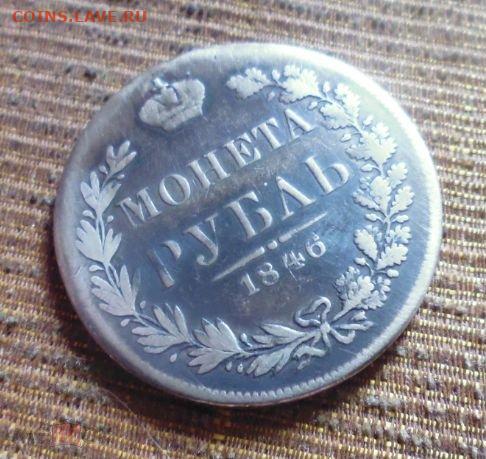 COINS.LAVE.RU
МОНЕТА
РУБЛЬ
1846